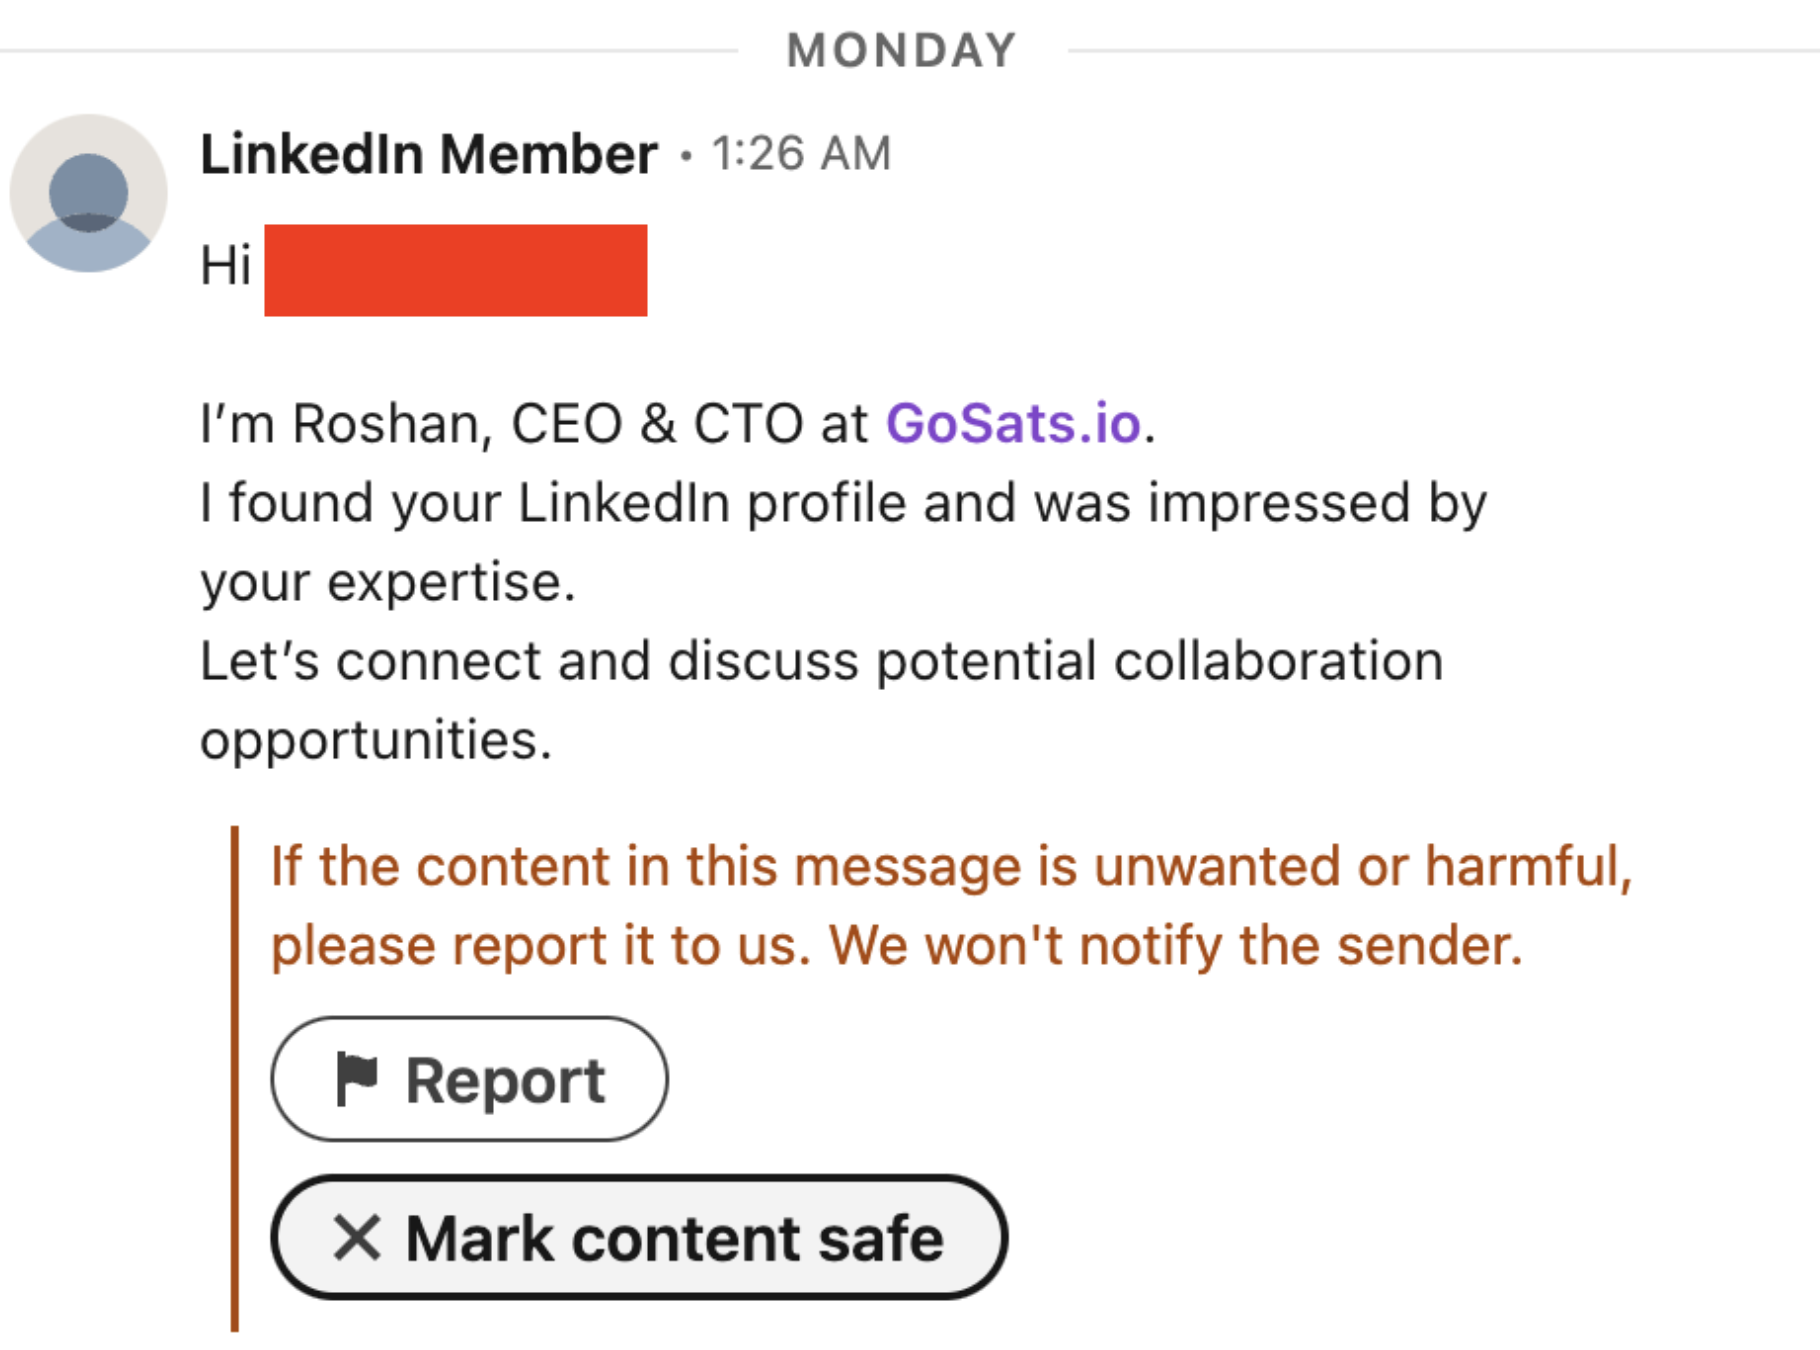 MONDAY
LinkedIn Member • 1:26 AM
Hi
I’m Roshan, CEO & CTO at GoSats.io.
I found your LinkedIn profile and was impressed by
your expertise.
Let’s connect and discuss potential collaboration
opportunities.
If the content in this message is unwanted or harmful,
please report it to us. We won't notify the sender.
Report
Mark content safe